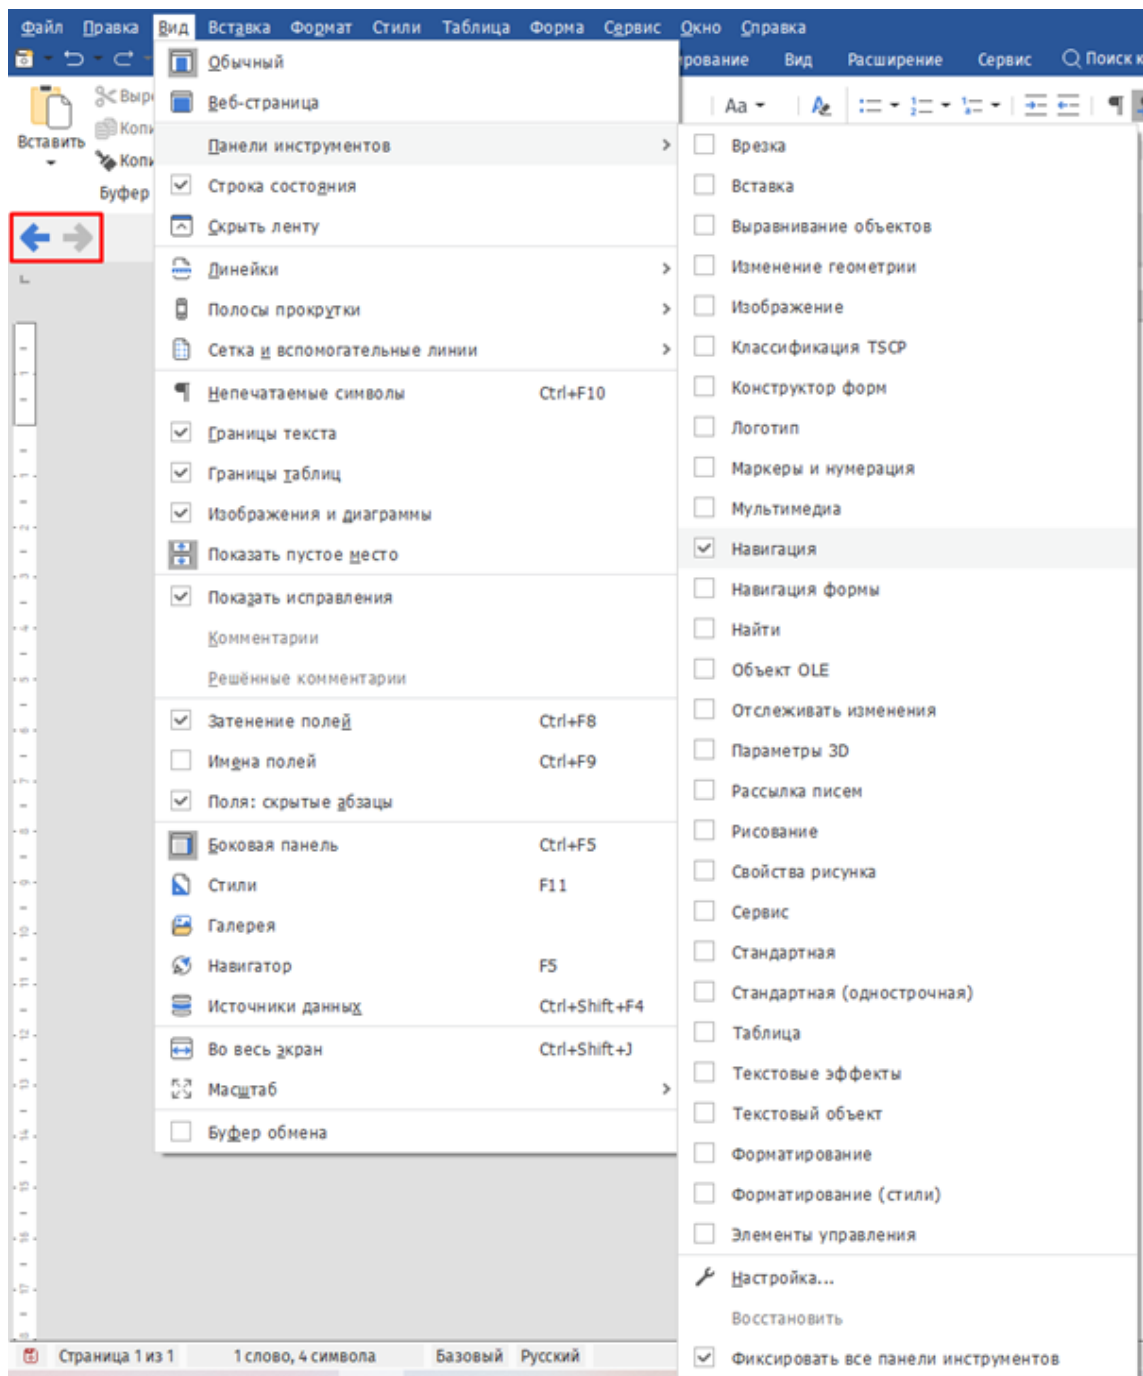 Файл Правка Вид Вставка Формат Стили Таблица Форма Сервис Окно Справка
Вид Расширение Сервис Поиск
Вставить
Буфер
Aa
Обычный
Веб-страница
Панели инструментов
Строка состояния
Скрыть ленту
Линейки
Полосы прокрутки
Сетка и вспомогательные линии
Непечатаемые символы Ctrl+F10
Границы текста
Границы таблиц
Изображения и диаграммы
Показать пустое место
Показать исправления
Комментарии
Решённые комментарии
Затенение полей Ctrl+F8
Имена полей Ctrl+F9
Поля: скрытые абзацы
Боковая панель Ctrl+F5
Стили F11
Галерея
Навигатор F5
Источники данных Ctrl+Shift+F4
Во весь экран Ctrl+Shift+J
Масштаб
Буфер обмена
Врезка
Вставка
Выравнивание объектов
Изменение геометрии
Изображение
Классификация TSCP
Конструктор форм
Логотип
Маркеры и нумерация
Мультимедиа
Навигация
Навигация формы
Найти
Объект OLE
Отслеживать изменения
Параметры 3D
Рассылка писем
Рисование
Свойства рисунка
Сервис
Стандартная
Стандартная (однострочная)
Таблица
Текстовые эффекты
Текстовый объект
Форматирование
Форматирование (стили)
Элементы управления
Настройка...
Восстановить
Фиксировать все панели инструментов
Страница 1 из 1 1 слово, 4 символа Базовый Русский